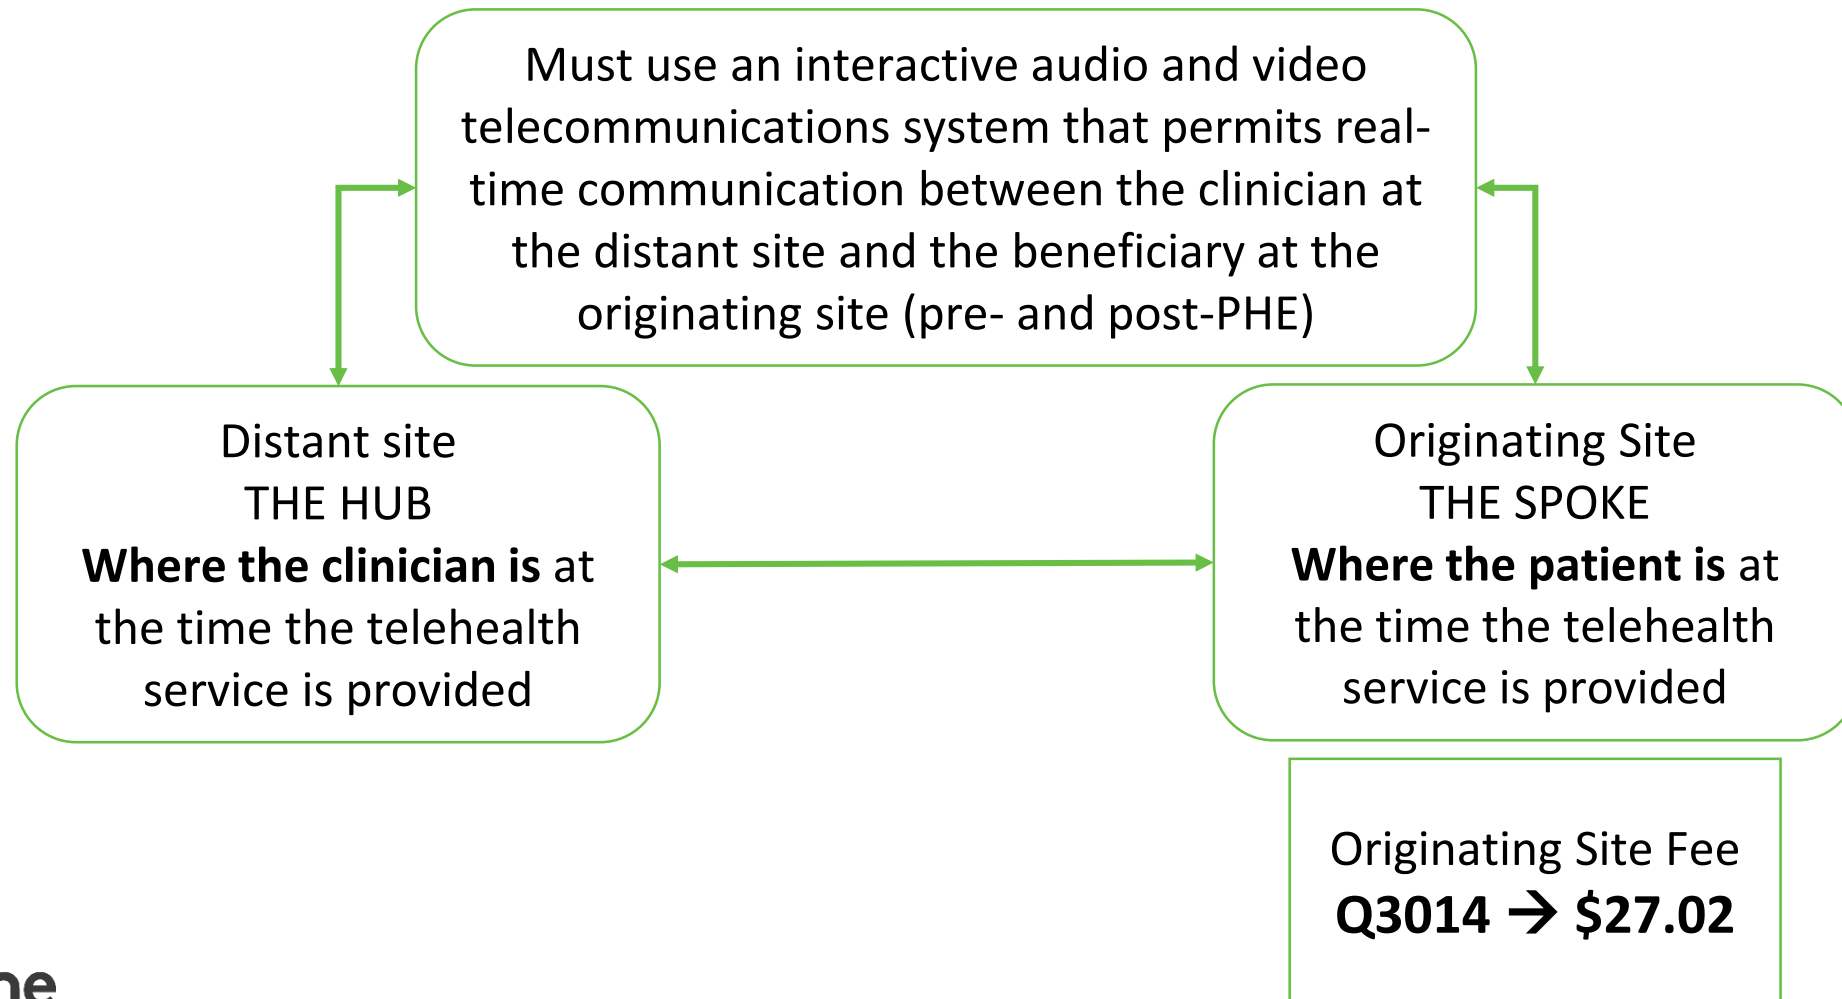 Must use an interactive audio and video
telecommunications system that permits real-
time communication between the clinician at
the distant site and the beneficiary at the
originating site (pre- and post-PHE)
Distant site
THE HUB
Where the clinician is at
the time the telehealth
service is provided
Originating Site
THE SPOKE
Where the patient is at
the time the telehealth
service is provided
Originating Site Fee
Q3014 → $27.02